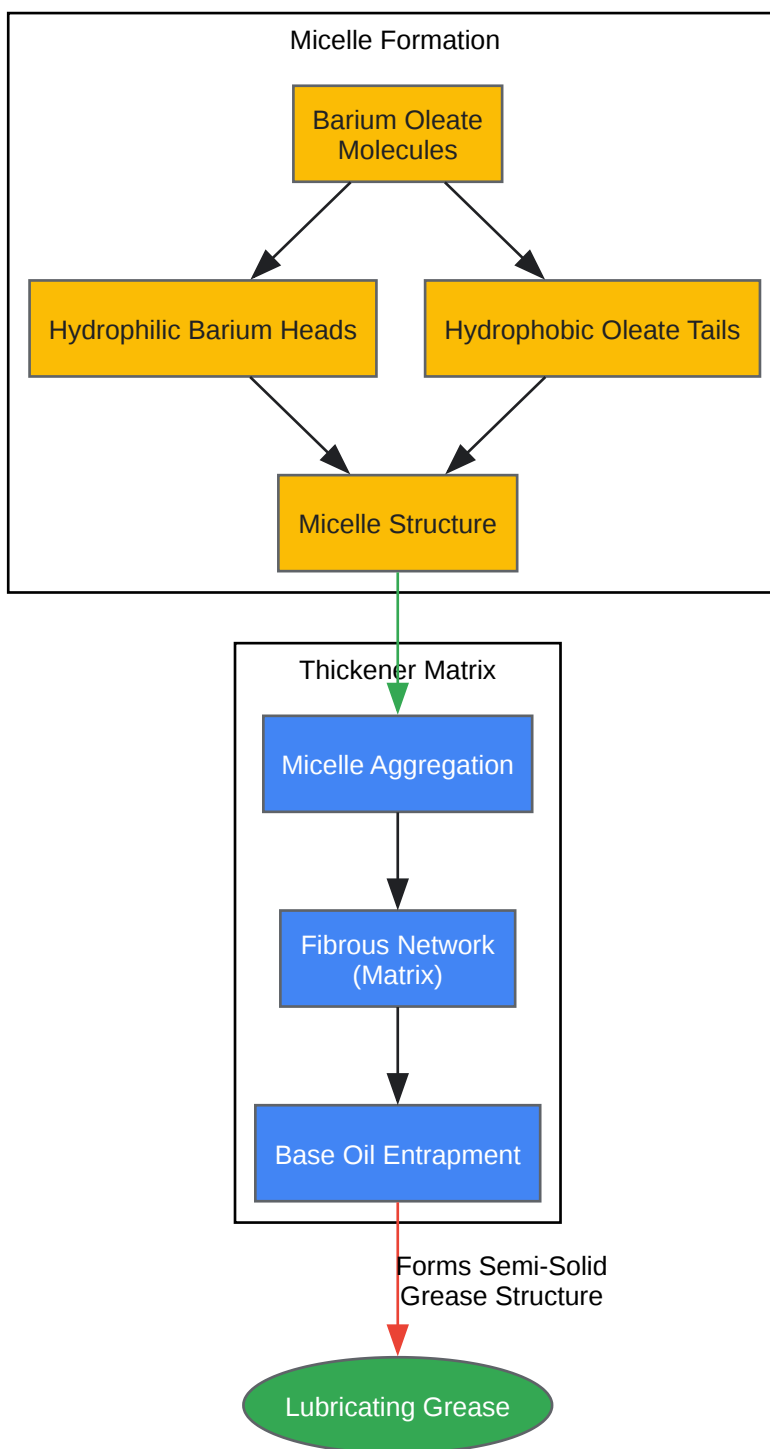 Micelle Formation
Barium Oleate
Molecules
Hydrophilic Barium Heads
Hydrophobic Oleate Tails
Micelle Structure
Thickener Matrix
Micelle Aggregation
Fibrous Network
(Matrix)
Base Oil Entrapment
Forms Semi-Solid
Grease Structure
Lubricating Grease